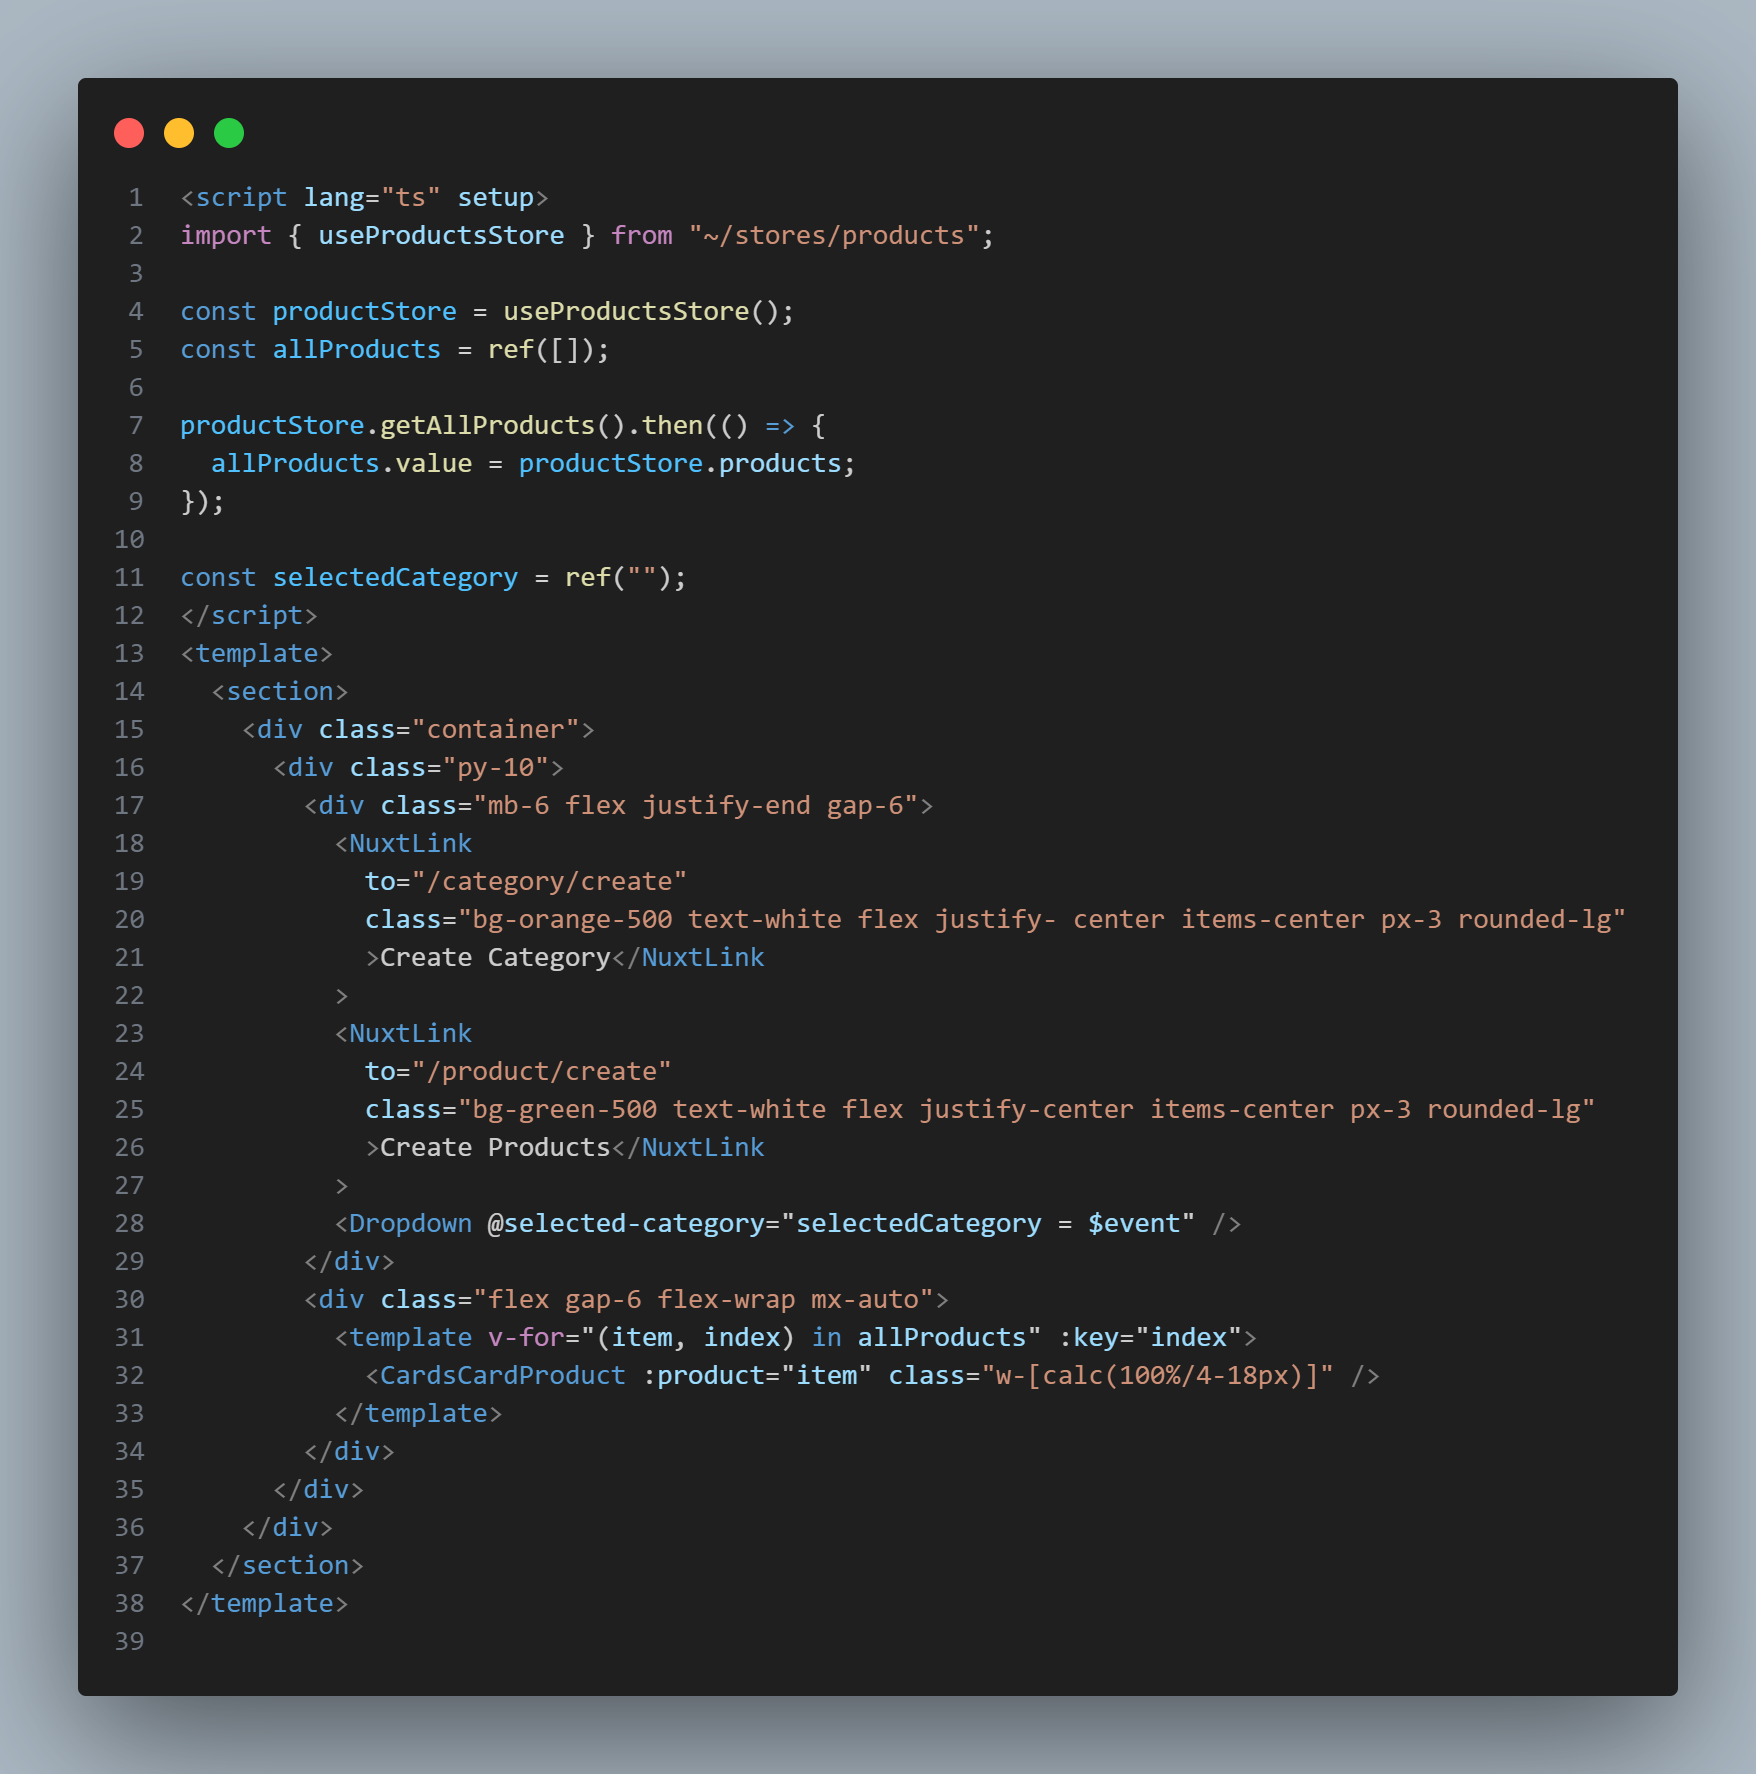 1 <script lang="ts" setup>
2 import { useProductsStore } from "~/stores/products";
3
4 const productStore = useProductsStore();
5 const allProducts = ref([]);
6
7 productStore.getAllProducts().then(() => {
8   allProducts.value = productStore.products;
9 });
10
11 const selectedCategory = ref("");
12 </script>
13 <template>
14   <section>
15     <div class="container">
16       <div class="py-10">
17         <div class="mb-6 flex justify-end gap-6">
18           <NuxtLink
19             to="/category/create"
20             class="bg-orange-500 text-white flex justify- center items-center px-3 rounded-lg"
21             >Create Category</NuxtLink
22           >
23           <NuxtLink
24             to="/product/create"
25             class="bg-green-500 text-white flex justify-center items-center px-3 rounded-lg"
26             >Create Products</NuxtLink
27           >
28           <Dropdown @selected-category="selectedCategory = $event" />
29         </div>
30         <div class="flex gap-6 flex-wrap mx-auto">
31           <template v-for="(item, index) in allProducts" :key="index">
32             <CardsCardProduct :product="item" class="w-[calc(100%/4-18px)]" />
33           </template>
34         </div>
35       </div>
36     </div>
37   </section>
38 </template>
39